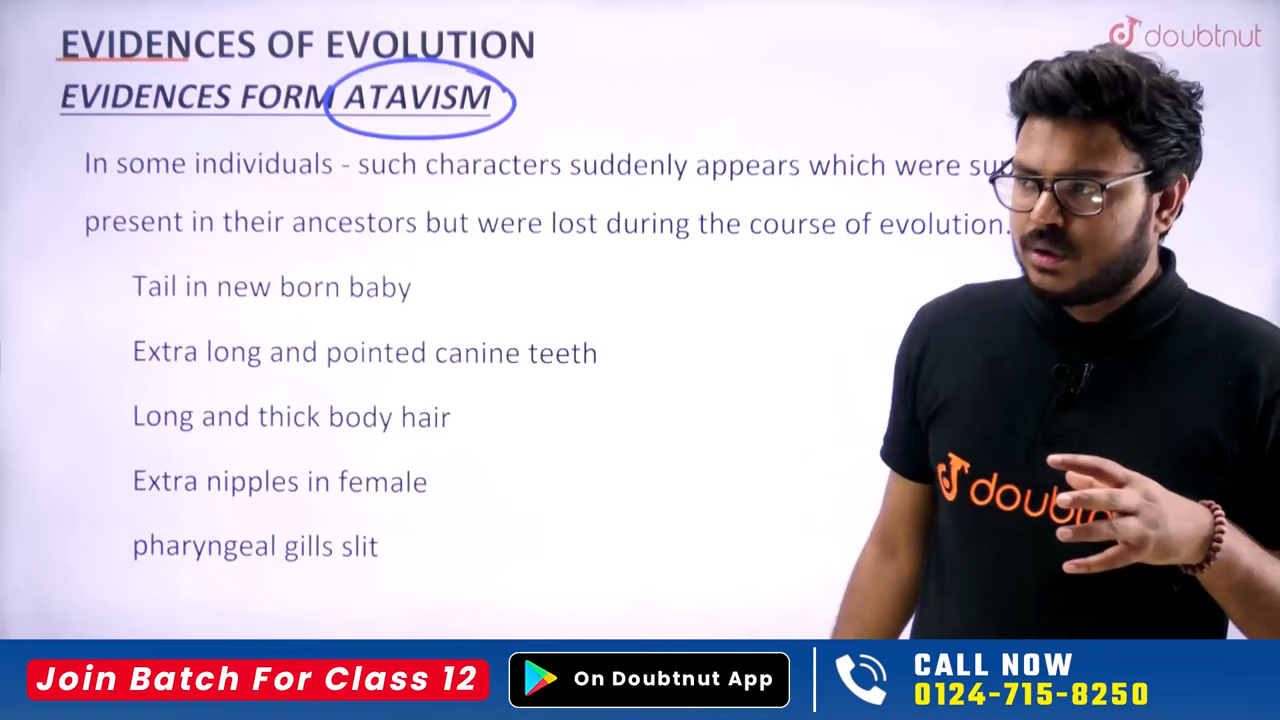 EVIDENCES OF EVOLUTION
doubtnut
EVIDENCES FORM ATAVISM
In some individuals - such characters suddenly appears which were
present in their ancestors but were lost during the course of evolution.
Tail in new born baby
Extra long and pointed canine teeth
Long and thick body hair
Extra nipples in female
pharyngeal gills slit
Join Batch For Class 12
On Doubtnut App
CALL NOW
0124-715-8250